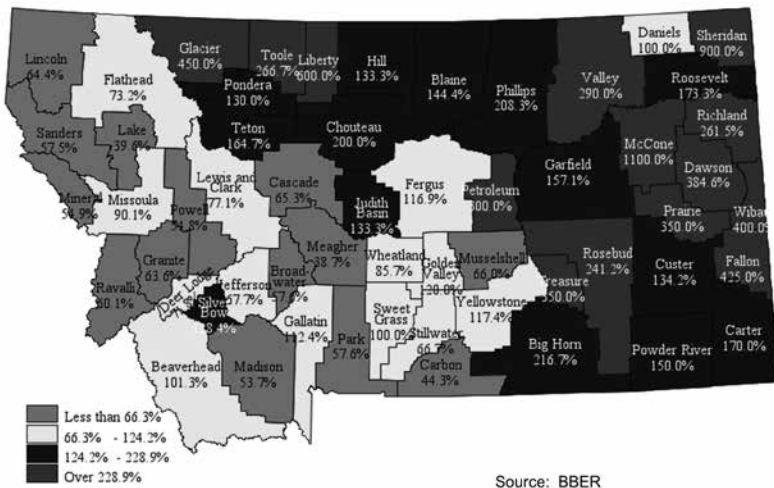 Lincoln
64.4%
Flathead
73.2%
Glacier
450.0%
Toole
266.7%
Liberty
600.0%
Hill
133.3%
Blaine
144.4%
Phillips
208.3%
Valley
290.0%
Daniels
100.0%
Sheridan
900.0%
Roosevelt
173.3%
Pondera
130.0%
Teton
164.7%
Chouteau
200.0%
Richland
261.5%
McCone
1100.0%
Dawson
384.6%
Garfield
157.1%
Prairie
350.0%
Wibau
400.0%
Sanders
57.5%
Lake
39.6%
Mineral
Missoula
90.1%
Powell
Lewis and
Clark
77.1%
Cascade
65.3%
Judith
Basin
133.3%
Fergus
116.9%
Petroleum
Rosebud
241.2%
Custer
134.2%
Fallon
425.0%
Granite
63.6%
Ravalli
60.1%
Deer Lodge
Silver
Bow
Jefferson
Broad-
water
Meagher
38.7%
Wheatland
85.7%
Golden
Valley
Musselshell
66.0%
Treasure
Yellowstone
117.4%
Sweet
Grass
100.0%
Stillwater
Gallatin
112.4%
Park
57.6%
Carbon
44.3%
Big Horn
216.7%
Powder River
150.0%
Carter
170.0%
Beaverhead
101.3%
Madison
53.7%
Less than 66.3%
66.3% - 124.2%
124.2% - 228.9%
Over 228.9%
Source: BBER